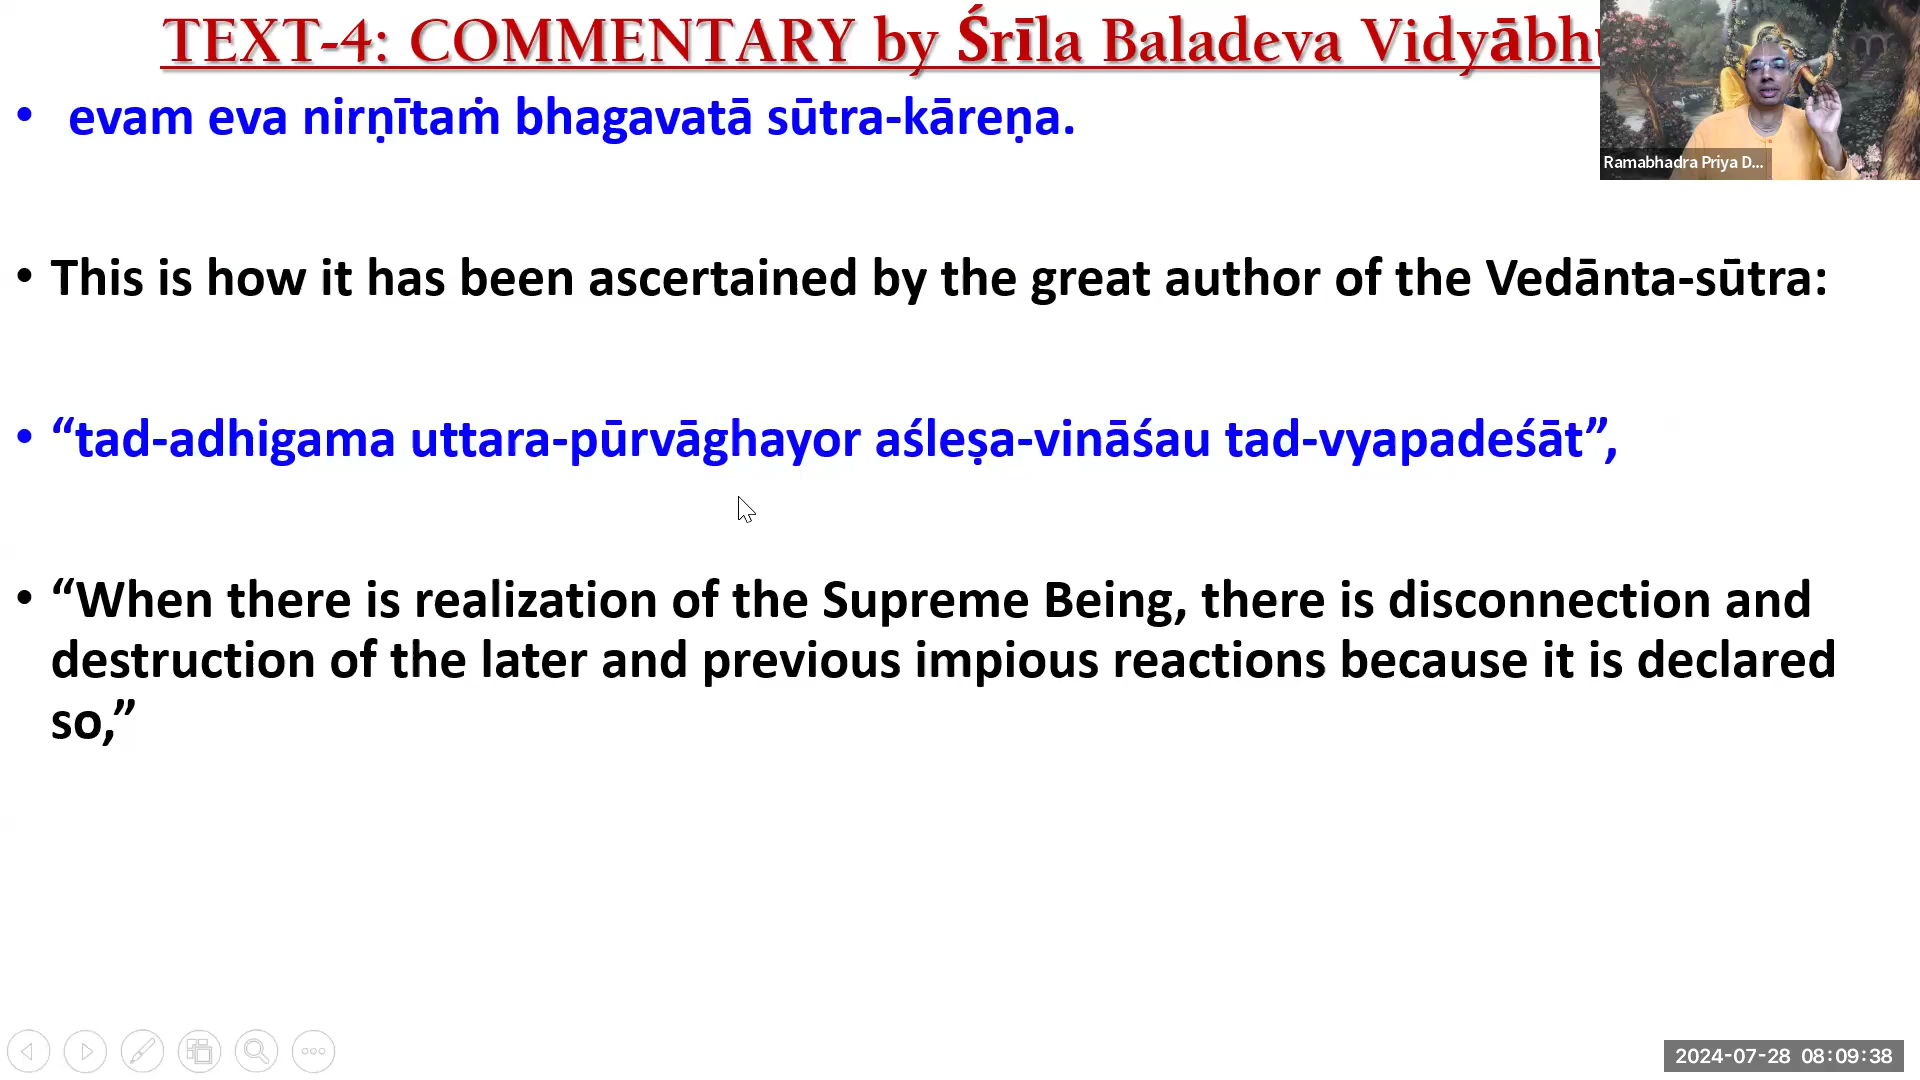 TEXT-4: COMMENTARY by Śrīla Baladeva
• evam eva nirṇītaṁ bhagavatā sūtra-kāreṇa.
Ramabhadra Priya D...
• This is how it has been ascertained by the great author of the Vedānta-sūtra:
• “tad-adhigama uttara-pūrvāghayor aśleṣa-vināśau tad-vyapadeśāt”,
• “When there is realization of the Supreme Being, there is disconnection and
destruction of the later and previous impious reactions because it is declared
so,”
2024-07-28 08:09:38